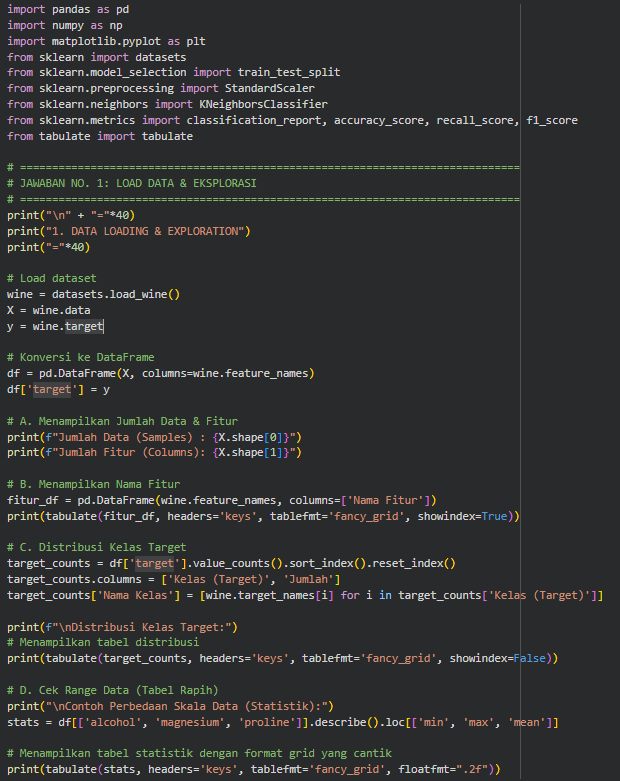 import pandas as pd
import numpy as np
import matplotlib.pyplot as plt
from sklearn import datasets
from sklearn.model_selection import train_test_split
from sklearn.preprocessing import StandardScaler
from sklearn.neighbors import KNeighborsClassifier
from sklearn.metrics import classification_report, accuracy_score, recall_score, f1_score
from tabulate import tabulate
# ==============================================================================
# JAWABAN NO. 1: LOAD DATA & EKSPLORASI
# ==============================================================================
print("\n" + "="*40)
print("1. DATA LOADING & EXPLORATION")
print("="*40)
# Load dataset
wine = datasets.load_wine()
X = wine.data
y = wine.target
# Konversi ke DataFrame
df = pd.DataFrame(X, columns=wine.feature_names)
df['target'] = y
# A. Menampilkan Jumlah Data & Fitur
print(f"Jumlah Data (Samples) : {X.shape[0]}")
print(f"Jumlah Fitur (Columns): {X.shape[1]}")
# B. Menampilkan Nama Fitur
fitur_df = pd.DataFrame(wine.feature_names, columns=['Nama Fitur'])
print(tabulate(fitur_df, headers='keys', tablefmt='fancy_grid', showindex=True))
# C. Distribusi Kelas Target
target_counts = df['target'].value_counts().sort_index().reset_index()
target_counts.columns = ['Kelas (Target)', 'Jumlah']
target_counts['Nama Kelas'] = [wine.target_names[i] for i in target_counts['Kelas (Target)']]
print(f"\nDistribusi Kelas Target:")
# Menampilkan tabel distribusi
print(tabulate(target_counts, headers='keys', tablefmt='fancy_grid', showindex=False))
# D. Cek Range Data (Tabel Rapih)
print("\nContoh Perbedaan Skala Data (Statistik):")
stats = df[['alcohol', 'magnesium', 'proline']].describe().loc[['min', 'max', 'mean']]
# Menampilkan tabel statistik dengan format grid yang cantik
print(tabulate(stats, headers='keys', tablefmt='fancy_grid', floatfmt=".2f"))